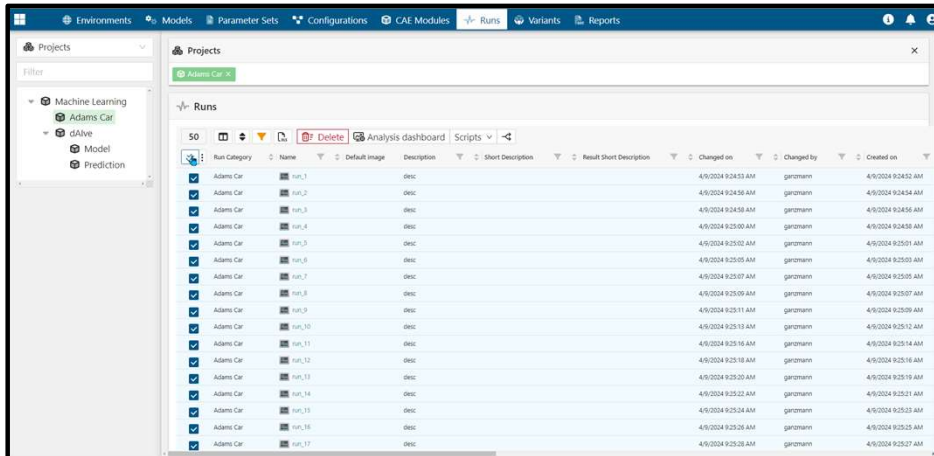 Environments Models Parameter Sets Configurations CAE Modules Runs Variants Reports
Projects
Filter
Machine Learning
Adams Car
dAIve
Model
Prediction
Projects
Adams Car
Runs
50 Delete Analysis dashboard Scripts
Run Category Name Default image Description Short Description Result Short Description Changed on Changed by Created on
Adams Car run_1 desc 4/9/2024 9:24:53 AM ganzmann 4/9/2024 9:24:52 AM
Adams Car run_2 desc 4/9/2024 9:24:56 AM ganzmann 4/9/2024 9:24:54 AM
Adams Car run_3 desc 4/9/2024 9:24:58 AM ganzmann 4/9/2024 9:24:56 AM
Adams Car run_4 desc 4/9/2024 9:25:00 AM ganzmann 4/9/2024 9:24:58 AM
Adams Car run_5 desc 4/9/2024 9:25:02 AM ganzmann 4/9/2024 9:25:01 AM
Adams Car run_6 desc 4/9/2024 9:25:05 AM ganzmann 4/9/2024 9:25:03 AM
Adams Car run_7 desc 4/9/2024 9:25:07 AM ganzmann 4/9/2024 9:25:05 AM
Adams Car run_8 desc 4/9/2024 9:25:09 AM ganzmann 4/9/2024 9:25:07 AM
Adams Car run_9 desc 4/9/2024 9:25:11 AM ganzmann 4/9/2024 9:25:09 AM
Adams Car run_10 desc 4/9/2024 9:25:13 AM ganzmann 4/9/2024 9:25:12 AM
Adams Car run_11 desc 4/9/2024 9:25:16 AM ganzmann 4/9/2024 9:25:14 AM
Adams Car run_12 desc 4/9/2024 9:25:18 AM ganzmann 4/9/2024 9:25:16 AM
Adams Car run_13 desc 4/9/2024 9:25:20 AM ganzmann 4/9/2024 9:25:19 AM
Adams Car run_14 desc 4/9/2024 9:25:22 AM ganzmann 4/9/2024 9:25:21 AM
Adams Car run_15 desc 4/9/2024 9:25:24 AM ganzmann 4/9/2024 9:25:23 AM
Adams Car run_16 desc 4/9/2024 9:25:26 AM ganzmann 4/9/2024 9:25:25 AM
Adams Car run_17 desc 4/9/2024 9:25:28 AM ganzmann 4/9/2024 9:25:27 AM